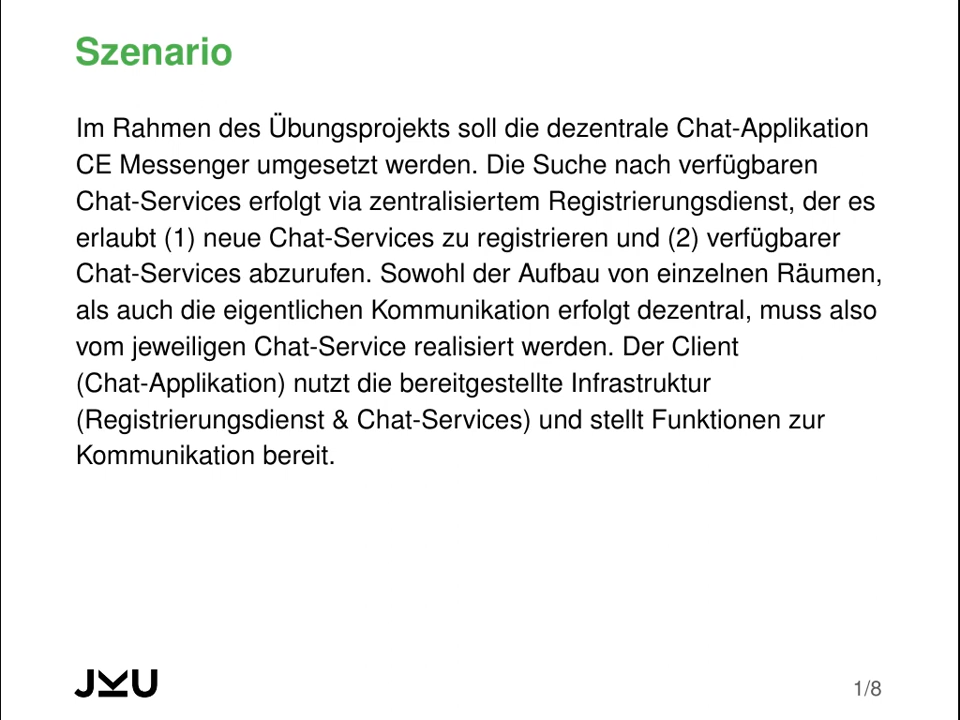 Szenario
Im Rahmen des Übungsprojekts soll die dezentrale Chat-Applikation
CE Messenger umgesetzt werden. Die Suche nach verfügbaren
Chat-Services erfolgt via zentralisiertem Registrierungsdienst, der es
erlaubt (1) neue Chat-Services zu registrieren und (2) verfügbarer
Chat-Services abzurufen. Sowohl der Aufbau von einzelnen Räumen,
als auch die eigentlichen Kommunikation erfolgt dezentral, muss also
vom jeweiligen Chat-Service realisiert werden. Der Client
(Chat-Applikation) nutzt die bereitgestellte Infrastruktur
(Registrierungsdienst & Chat-Services) und stellt Funktionen zur
Kommunikation bereit.
JKU
1/8